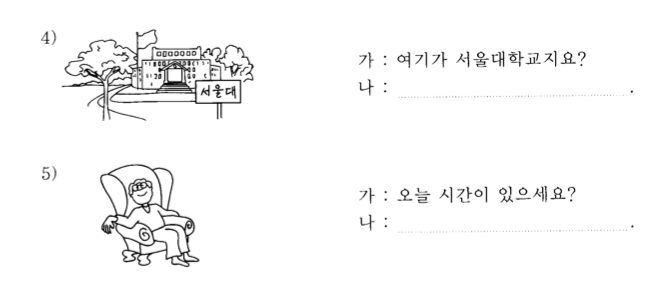 4)
서울대
가 : 여기가 서울대학교지요?
나 : .
5)
가 : 오늘 시간이 있으세요?
나 : .